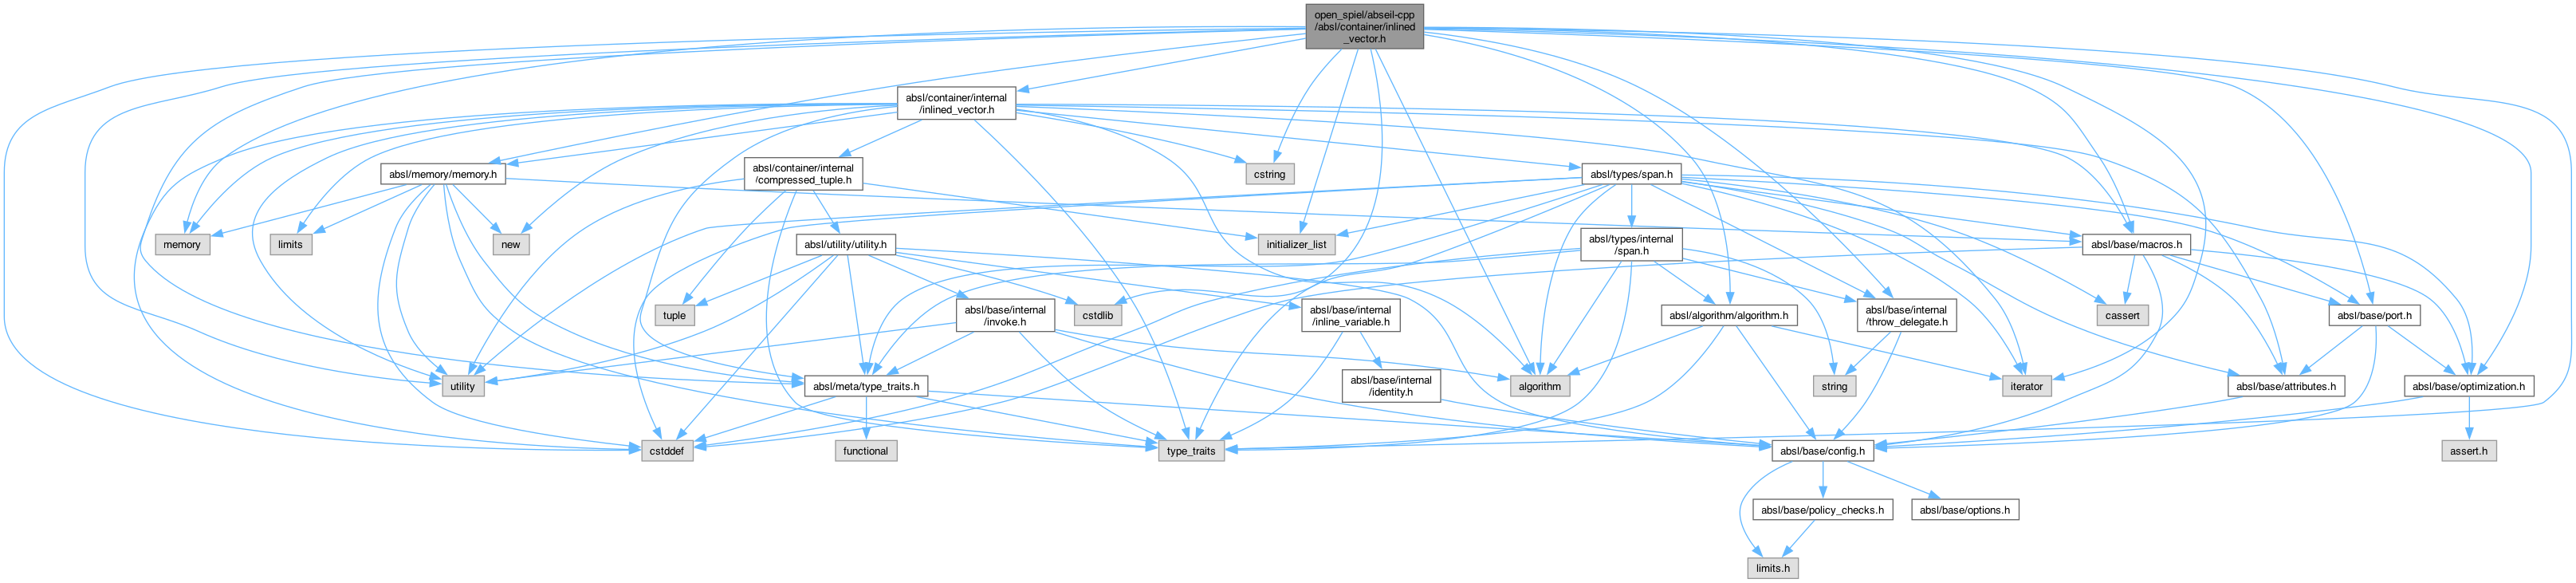 open_spiel/abseil-cpp
/absl/container/inlined
_vector.h
absl/container/internal
/inlined_vector.h
absl/memory/memory.h
absl/container/internal
/compressed_tuple.h
cstring
absl/types/span.h
memory
limits
new
absl/utility/utility.h
initializer_list
absl/types/internal
/span.h
absl/base/macros.h
tuple
absl/base/internal
/invoke.h
cstdlib
absl/base/internal
/inline_variable.h
absl/algorithm/algorithm.h
absl/base/internal
/throw_delegate.h
cassert
absl/base/port.h
utility
absl/meta/type_traits.h
absl/base/internal
/identity.h
algorithm
string
iterator
absl/base/attributes.h
absl/base/optimization.h
cstddef
functional
type_traits
absl/base/config.h
assert.h
absl/base/policy_checks.h
absl/base/options.h
limits.h